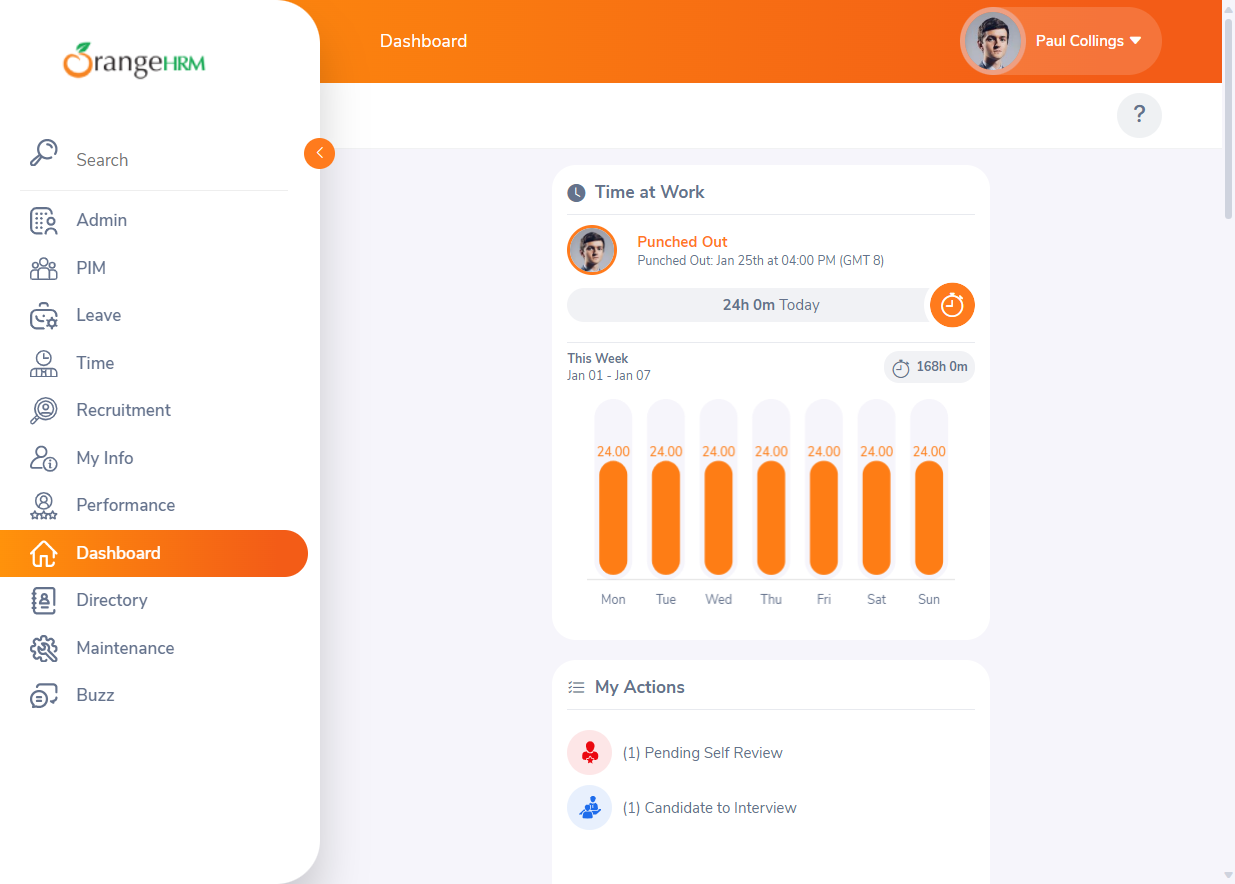 OrangeHRM
Search
Admin
PIM
Leave
Time
Recruitment
My Info
Performance
Dashboard
Directory
Maintenance
Buzz
Dashboard
Paul Collings
?
Time at Work
Punched Out
Punched Out: Jan 25th at 04:00 PM (GMT 8)
24h 0m Today
This Week
Jan 01 - Jan 07
168h 0m
24.00 24.00 24.00 24.00 24.00 24.00 24.00
Mon Tue Wed Thu Fri Sat Sun
My Actions
(1) Pending Self Review
(1) Candidate to Interview